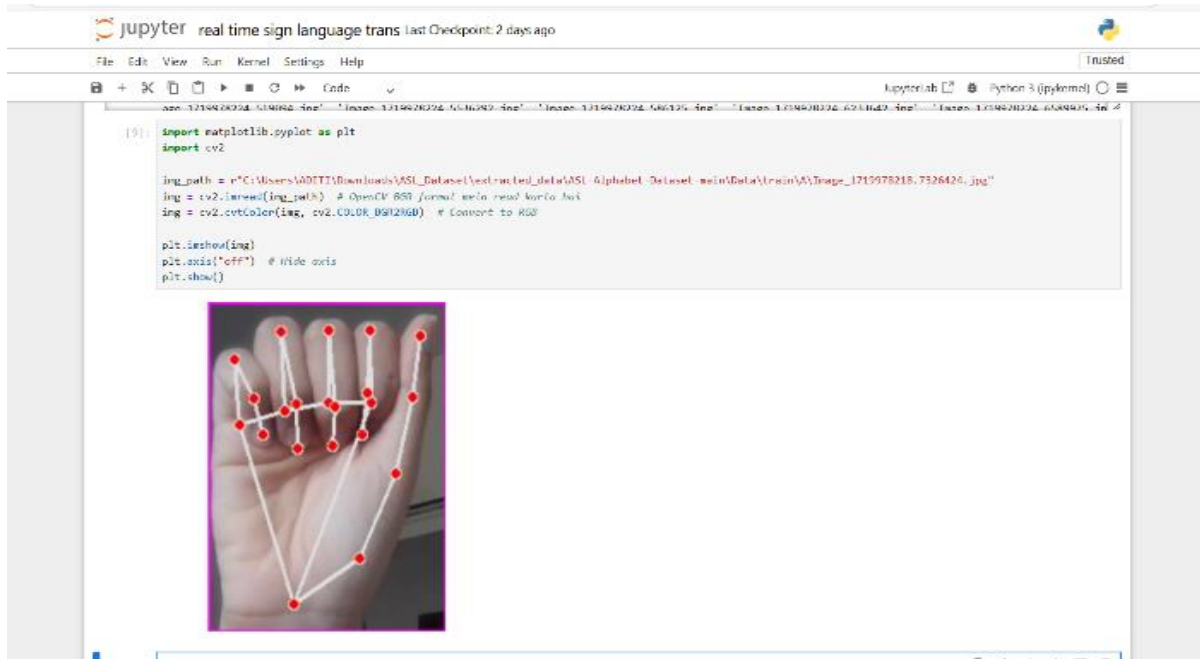 jupyter real time sign language trans Last Checkpoint: 2 days ago
File Edit View Run Kernel Settings Help
Trusted
Code
JupyterLab Python 3 (ipykernel)
[9]: import matplotlib.pyplot as plt
import cv2
img_path = r"C:\Users\ADITI\Downloads\ASL_Dataset\extracted_data\ASL-Alphabet-Dataset-main\Data\train\A\Image_1719978218.7326424.jpg"
img = cv2.imread(img_path) # OpenCV BGR format mein read karta hai
img = cv2.cvtColor(img, cv2.COLOR_BGR2RGB) # Convert to RGB
plt.imshow(img)
plt.axis("off") # Hide axis
plt.show()